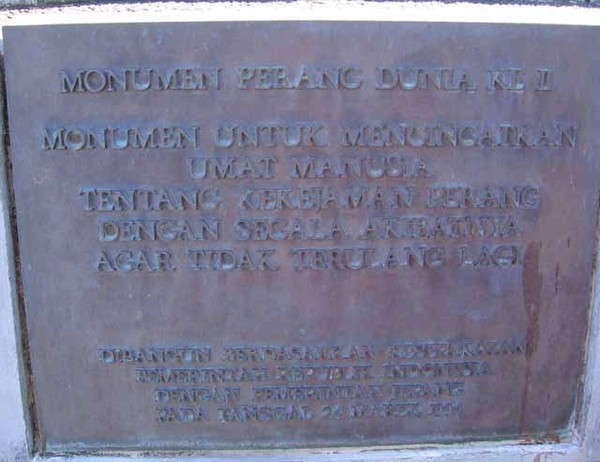 MONUMEN PERANG DUNIA KE II
MONUMEN UNTUK MENGINGATKAN
UMAT MANUSIA
TENTANG KEKEJAMAN PERANG
DENGAN SEGALA AKIBATNYA
AGAR TIDAK TERULANG LAGI
DIBANGUN BERDASARKAN KESEPAKATAN
PEMERINTAH REPUBLIK INDONESIA
DENGAN PEMERINTAH JEPANG
PADA TANGGAL 24 MARET